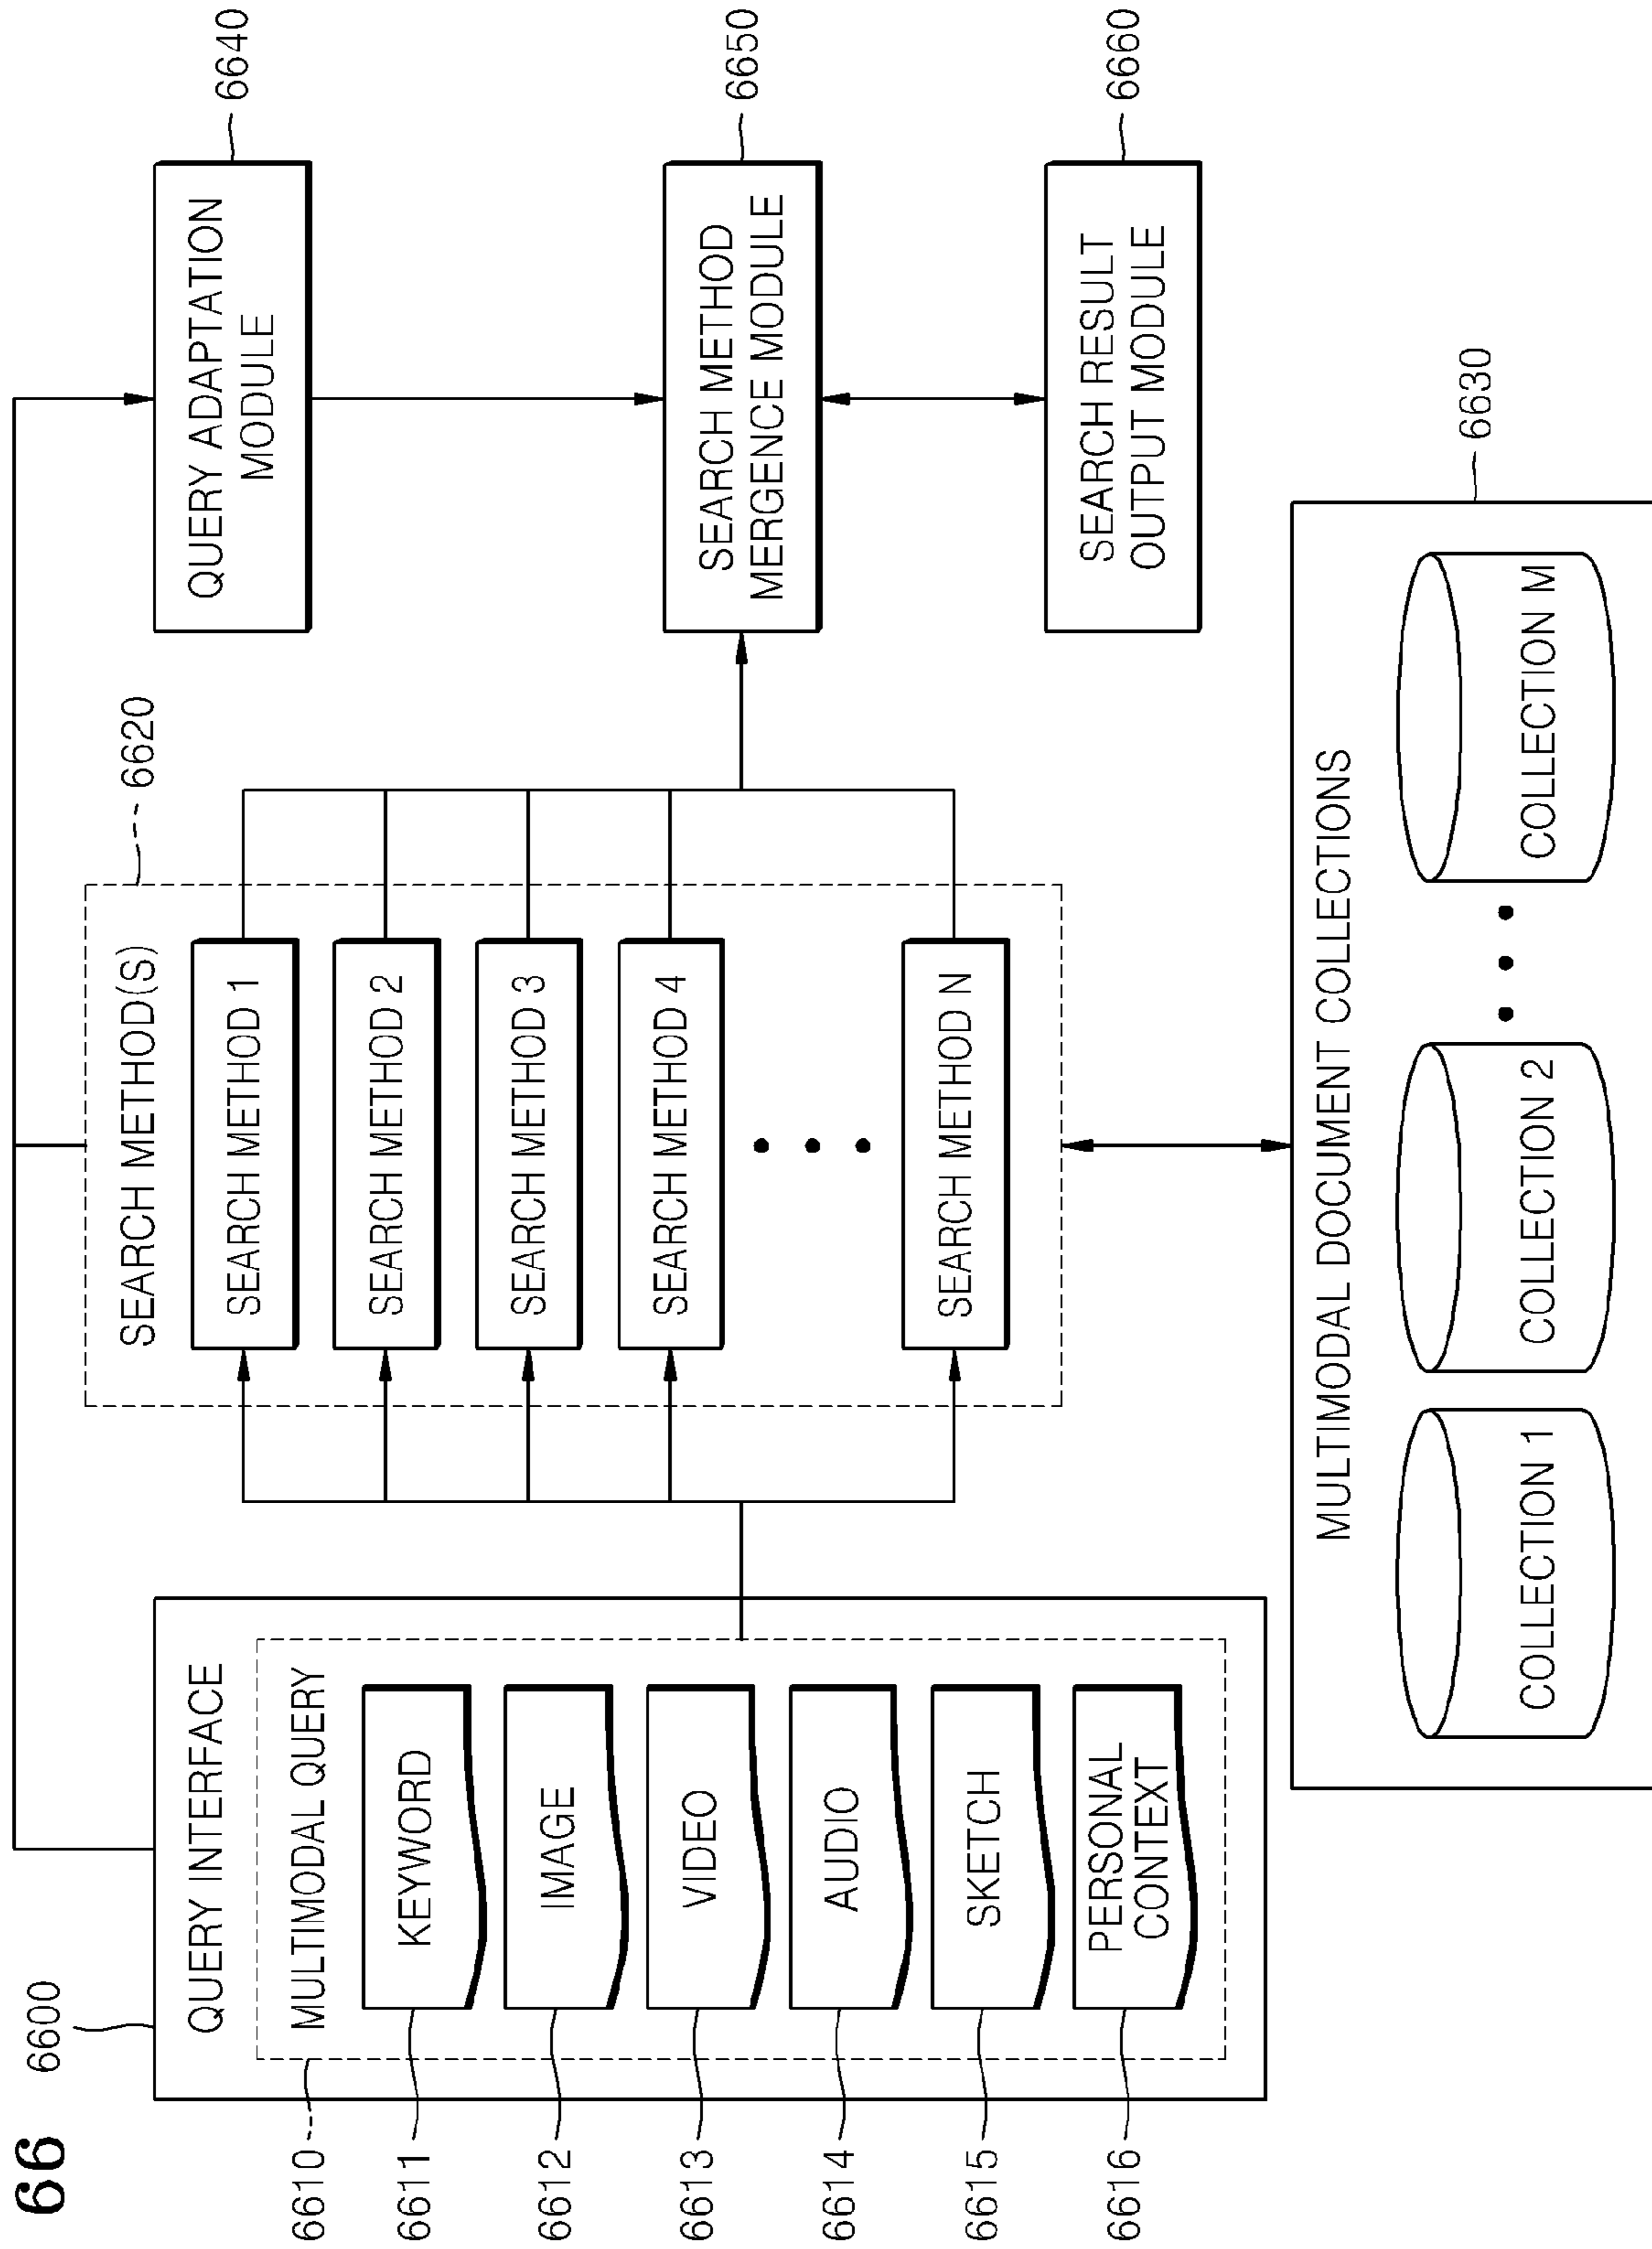 66
6600
QUERY INTERFACE
6610
MULTIMODAL QUERY
6611
KEYWORD
6612
IMAGE
6613
VIDEO
6614
AUDIO
6615
SKETCH
6616
PERSONAL
CONTEXT
6620
SEARCH METHOD(S)
SEARCH METHOD 1
SEARCH METHOD 2
SEARCH METHOD 3
SEARCH METHOD 4
SEARCH METHOD N
6640
QUERY ADAPTATION
MODULE
6650
SEARCH METHOD
MERGENCE MODULE
6660
SEARCH RESULT
OUTPUT MODULE
6630
MULTIMODAL DOCUMENT COLLECTIONS
COLLECTION 1
COLLECTION 2
COLLECTION M